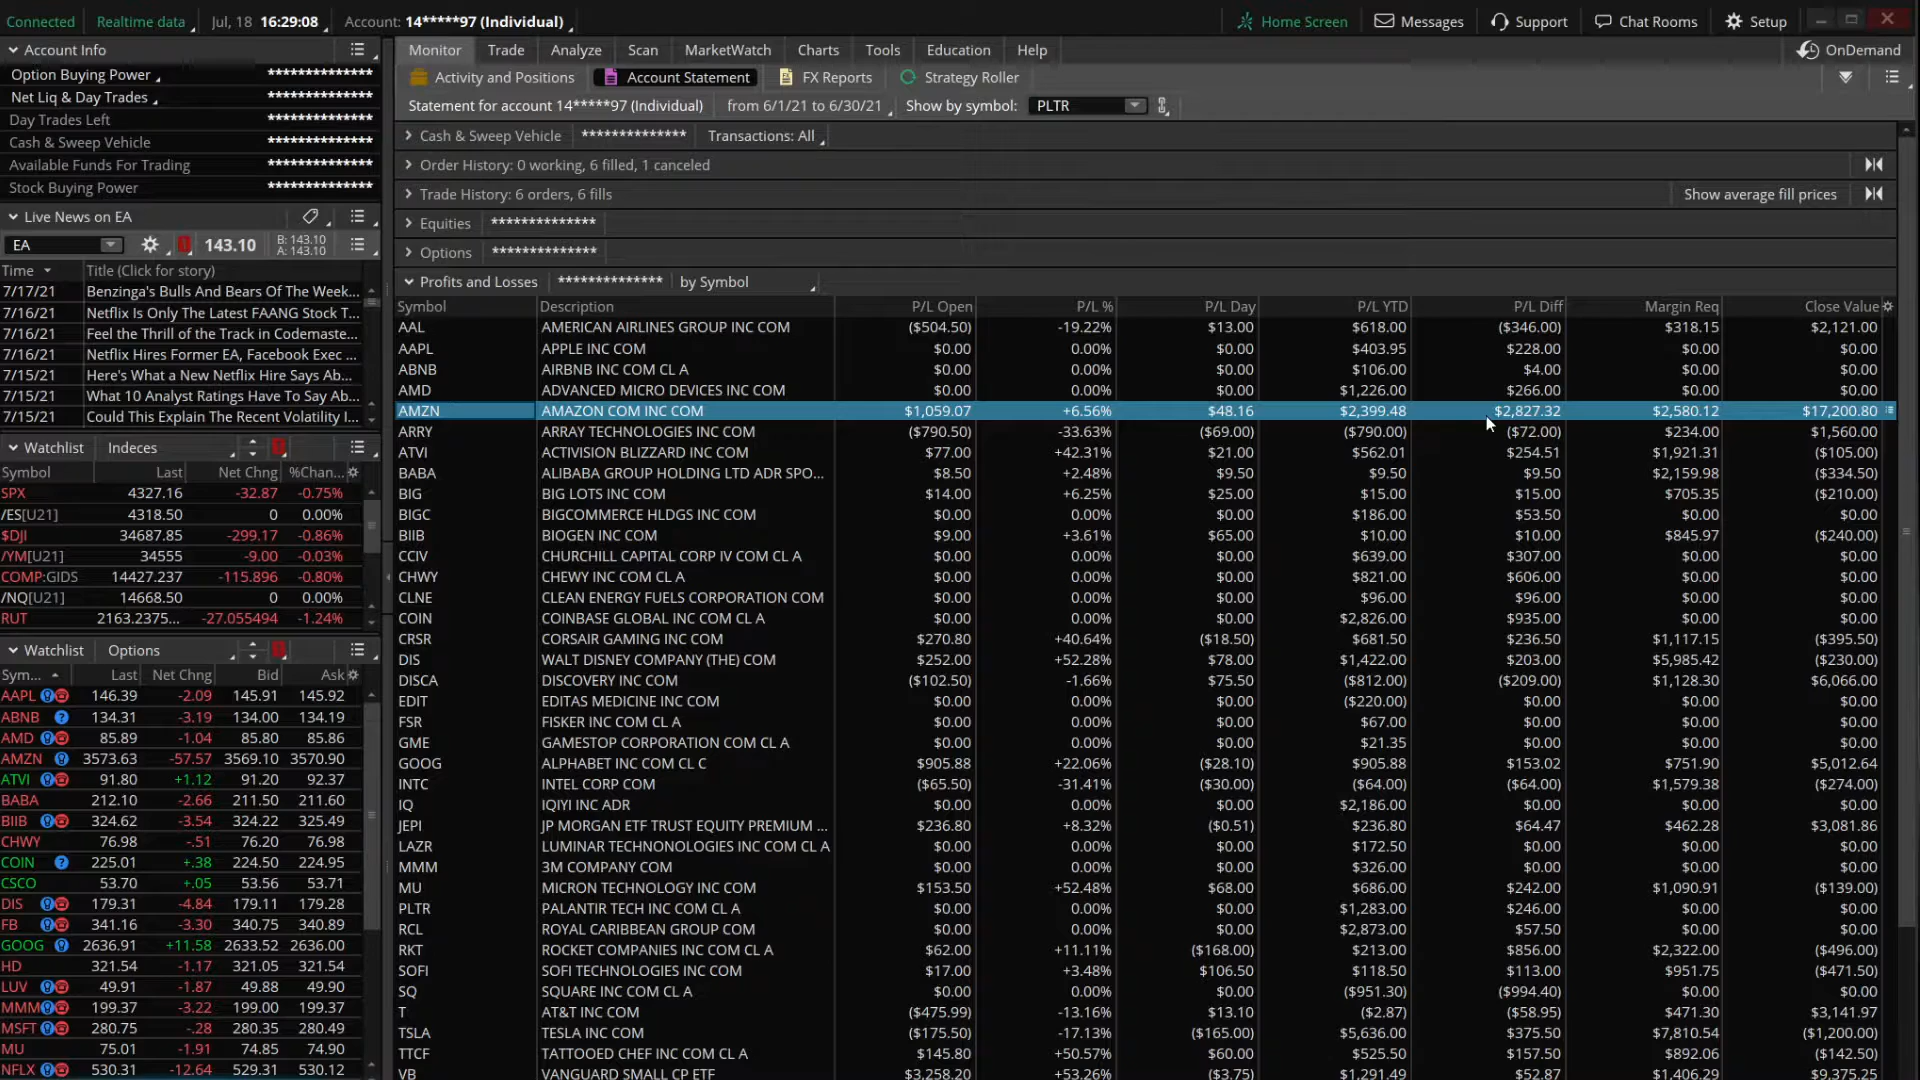 Connected Realtime data Jul, 18 16:29:08 Account: 14*****97 (Individual) Home Screen Messages Support Chat Rooms Setup
Account Info
Option Buying Power **************
Net Liq & Day Trades **************
Day Trades Left **************
Cash & Sweep Vehicle **************
Available Funds For Trading **************
Stock Buying Power **************
Live News on EA
EA 143.10 B: 143.10 A: 143.10
Time Title (Click for story)
7/17/21 Benzinga's Bulls And Bears Of The Week...
7/16/21 Netflix Is Only The Latest FAANG Stock T...
7/16/21 Feel the Thrill of the Track in Codemaste...
7/16/21 Netflix Hires Former EA, Facebook Exec ...
7/15/21 Here's What a New Netflix Hire Says Ab...
7/15/21 What 10 Analyst Ratings Have To Say Ab...
7/15/21 Could This Explain The Recent Volatility I...
Watchlist Indeces
Symbol Last Net Chng %Chan...
SPX 4327.16 -32.87 -0.75%
/ES[U21] 4318.50 0 0.00%
$DJI 34687.85 -299.17 -0.86%
/YM[U21] 34555 -9.00 -0.03%
COMP:GIDS 14427.237 -115.896 -0.80%
/NQ[U21] 14668.50 0 0.00%
RUT 2163.2375... -27.055494 -1.24%
Watchlist Options
Sym... Last Net Chng Bid Ask
AAPL 146.39 -2.09 145.91 145.92
ABNB 134.31 -3.19 134.00 134.19
AMD 85.89 -1.04 85.80 85.86
AMZN 3573.63 -57.57 3569.10 3570.90
ATVI 91.80 +1.12 91.20 92.37
BABA 212.10 -2.66 211.50 211.60
BIIB 324.62 -3.54 324.22 325.49
CHWY 76.98 -.51 76.20 76.98
COIN 225.01 +.38 224.50 224.95
CSCO 53.70 +.05 53.56 53.71
DIS 179.31 -4.84 179.11 179.28
FB 341.16 -3.30 340.75 340.89
GOOG 2636.91 +11.58 2633.52 2636.00
HD 321.54 -1.17 321.05 321.54
LUV 49.91 -1.87 49.88 49.90
MMM 199.37 -3.22 199.00 199.90
MSFT 280.75 -.28 280.35 280.49
MU 75.01 -1.91 74.85 74.90
NFLX 530.31 -12.64 529.31 530.12
Monitor Trade Analyze Scan MarketWatch Charts Tools Education Help OnDemand
Activity and Positions Account Statement FX Reports Strategy Roller
Statement for account 14*****97 (Individual) from 6/1/21 to 6/30/21 Show by symbol: PLTR
Cash & Sweep Vehicle ************** Transactions: All
Order History: 0 working, 6 filled, 1 canceled
Trade History: 6 orders, 6 fills Show average fill prices
Equities **************
Options **************
Profits and Losses ************** by Symbol
Symbol Description P/L Open P/L % P/L Day P/L YTD P/L Diff Margin Req Close Value
AAL AMERICAN AIRLINES GROUP INC COM ($504.50) -19.22% $13.00 $618.00 ($346.00) $318.15 $2,121.00
AAPL APPLE INC COM $0.00 0.00% $0.00 $403.95 $228.00 $0.00 $0.00
ABNB AIRBNB INC COM CL A $0.00 0.00% $0.00 $106.00 $4.00 $0.00 $0.00
AMD ADVANCED MICRO DEVICES INC COM $0.00 0.00% $0.00 $1,226.00 $266.00 $0.00 $0.00
AMZN AMAZON COM INC COM $1,059.07 +6.56% $48.16 $2,399.48 $2,827.32 $2,580.12 $17,200.80
ARRY ARRAY TECHNOLOGIES INC COM ($790.50) -33.63% ($69.00) ($790.00) ($72.00) $234.00 $1,560.00
ATVI ACTIVISION BLIZZARD INC COM $77.00 +42.31% $21.00 $562.01 $254.51 $1,921.31 ($105.00)
BABA ALIBABA GROUP HOLDING LTD ADR SPO... $8.50 +2.48% $9.50 $9.50 $9.50 $2,159.98 ($334.50)
BIG BIG LOTS INC COM $14.00 +6.25% $25.00 $15.00 $15.00 $705.35 ($210.00)
BIGC BIGCOMMERCE HLDGS INC COM $0.00 0.00% $0.00 $186.00 $53.50 $0.00 $0.00
BIIB BIOGEN INC COM $9.00 +3.61% $65.00 $10.00 $10.00 $845.97 ($240.00)
CCIV CHURCHILL CAPITAL CORP IV COM CL A $0.00 0.00% $0.00 $639.00 $307.00 $0.00 $0.00
CHWY CHEWY INC COM CL A $0.00 0.00% $0.00 $821.00 $606.00 $0.00 $0.00
CLNE CLEAN ENERGY FUELS CORPORATION COM $0.00 0.00% $0.00 $96.00 $96.00 $0.00 $0.00
COIN COINBASE GLOBAL INC COM CL A $0.00 0.00% $0.00 $2,826.00 $935.00 $0.00 $0.00
CRSR CORSAIR GAMING INC COM $270.80 +40.64% ($18.50) $681.50 $236.50 $1,117.15 ($395.50)
DIS WALT DISNEY COMPANY (THE) COM $252.00 +52.28% $78.00 $1,422.00 $203.00 $5,985.42 ($230.00)
DISCA DISCOVERY INC COM ($102.50) -1.66% $75.50 ($812.00) ($209.00) $1,128.30 $6,066.00
EDIT EDITAS MEDICINE INC COM $0.00 0.00% $0.00 ($220.00) $0.00 $0.00 $0.00
FSR FISKER INC COM CL A $0.00 0.00% $0.00 $67.00 $0.00 $0.00 $0.00
GME GAMESTOP CORPORATION COM CL A $0.00 0.00% $0.00 $21.35 $0.00 $0.00 $0.00
GOOG ALPHABET INC COM CL C $905.88 +22.06% ($28.10) $905.88 $153.02 $751.90 $5,012.64
INTC INTEL CORP COM ($65.50) -31.41% ($30.00) ($64.00) ($64.00) $1,579.38 ($274.00)
IQ IQIYI INC ADR $0.00 0.00% $0.00 $2,186.00 $0.00 $0.00 $0.00
JEPI JP MORGAN ETF TRUST EQUITY PREMIUM ... $236.80 +8.32% ($0.51) $236.80 $64.47 $462.28 $3,081.86
LAZR LUMINAR TECHNONOLOGIES INC COM CL A $0.00 0.00% $0.00 $172.50 $0.00 $0.00 $0.00
MMM 3M COMPANY COM $0.00 0.00% $0.00 $326.00 $0.00 $0.00 $0.00
MU MICRON TECHNOLOGY INC COM $153.50 +52.48% $68.00 $686.00 $242.00 $1,090.91 ($139.00)
PLTR PALANTIR TECH INC COM CL A $0.00 0.00% $0.00 $1,283.00 $246.00 $0.00 $0.00
RCL ROYAL CARIBBEAN GROUP COM $0.00 0.00% $0.00 $2,873.00 $57.50 $0.00 $0.00
RKT ROCKET COMPANIES INC COM CL A $62.00 +11.11% ($168.00) $213.00 $856.00 $2,322.00 ($496.00)
SOFI SOFI TECHNOLOGIES INC COM $17.00 +3.48% $106.50 $118.50 $113.00 $951.75 ($471.50)
SQ SQUARE INC COM CL A $0.00 0.00% $0.00 ($951.30) ($994.40) $0.00 $0.00
T AT&T INC COM ($475.99) -13.16% $13.10 ($2.87) ($58.95) $471.30 $3,141.97
TSLA TESLA INC COM ($175.50) -17.13% ($165.00) $5,636.00 $375.50 $7,810.54 ($1,200.00)
TTCF TATTOOED CHEF INC COM CL A $145.80 +50.57% $60.00 $525.50 $157.50 $892.06 ($142.50)
VB VANGUARD SMALL CP ETF $3,258.20 +53.26% ($3.75) $1,291.49 $52.87 $1,406.29 $9,375.25